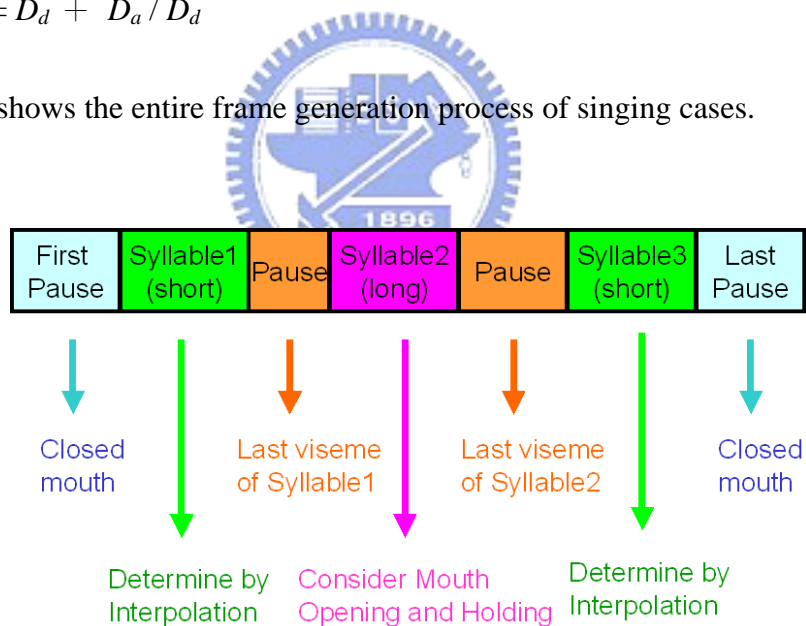 = D_d + D_a / D_d
shows the entire frame generation process of singing cases.
1896
First Pause
Syllable1 (short)
Pause
Syllable2 (long)
Pause
Syllable3 (short)
Last Pause
Closed mouth
Last viseme of Syllable1
Last viseme of Syllable2
Closed mouth
Determine by Interpolation
Consider Mouth Opening and Holding
Determine by Interpolation